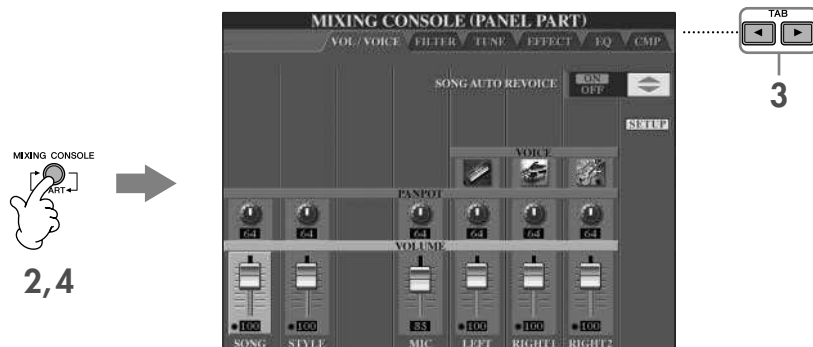 MIXING CONSOLE (PANEL PART)
VOL/VOICE FILTER TUNE EFFECT EQ CMP
TAB
3
SONG AUTO REVOICE ON
OFF
SETUP
MIXING CONSOLE
PART
2,4
VOICE
PANPOT
64 64 64 64 64 64
VOLUME
100 100 85 100 100 100
SONG STYLE MIC LEFT RIGHT1 RIGHT2